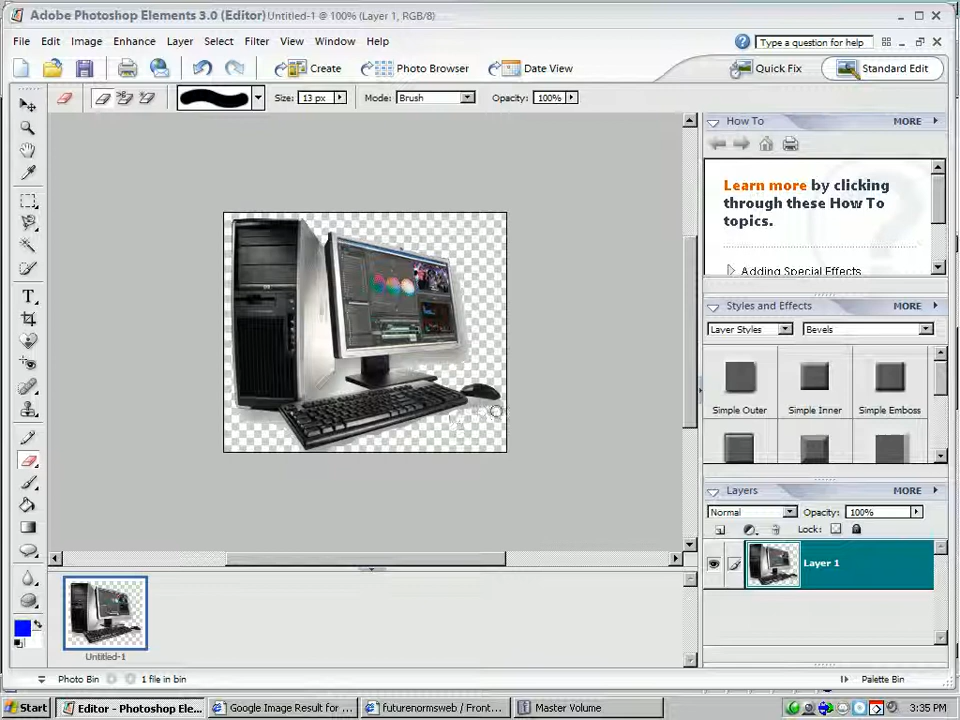 Adobe Photoshop Elements 3.0 (Editor) Untitled-1 @ 100% (Layer 1, RGB/8)
File Edit Image Enhance Layer Select Filter View Window Help
Type a question for help
Create Photo Browser Date View Quick Fix Standard Edit
Size: 13 px Mode: Brush Opacity: 100%
How To MORE
Learn more by clicking
through these How To
topics.
Adding Special Effects
Styles and Effects MORE
Layer Styles Bevels
Simple Outer Simple Inner Simple Emboss
Layers MORE
Normal Opacity: 100%
Lock:
Layer 1
Untitled-1
Photo Bin 1 file in bin Palette Bin
Start Editor - Photoshop Ele... Google Image Result for ... futurenormsweb / Front... Master Volume 3:35 PM